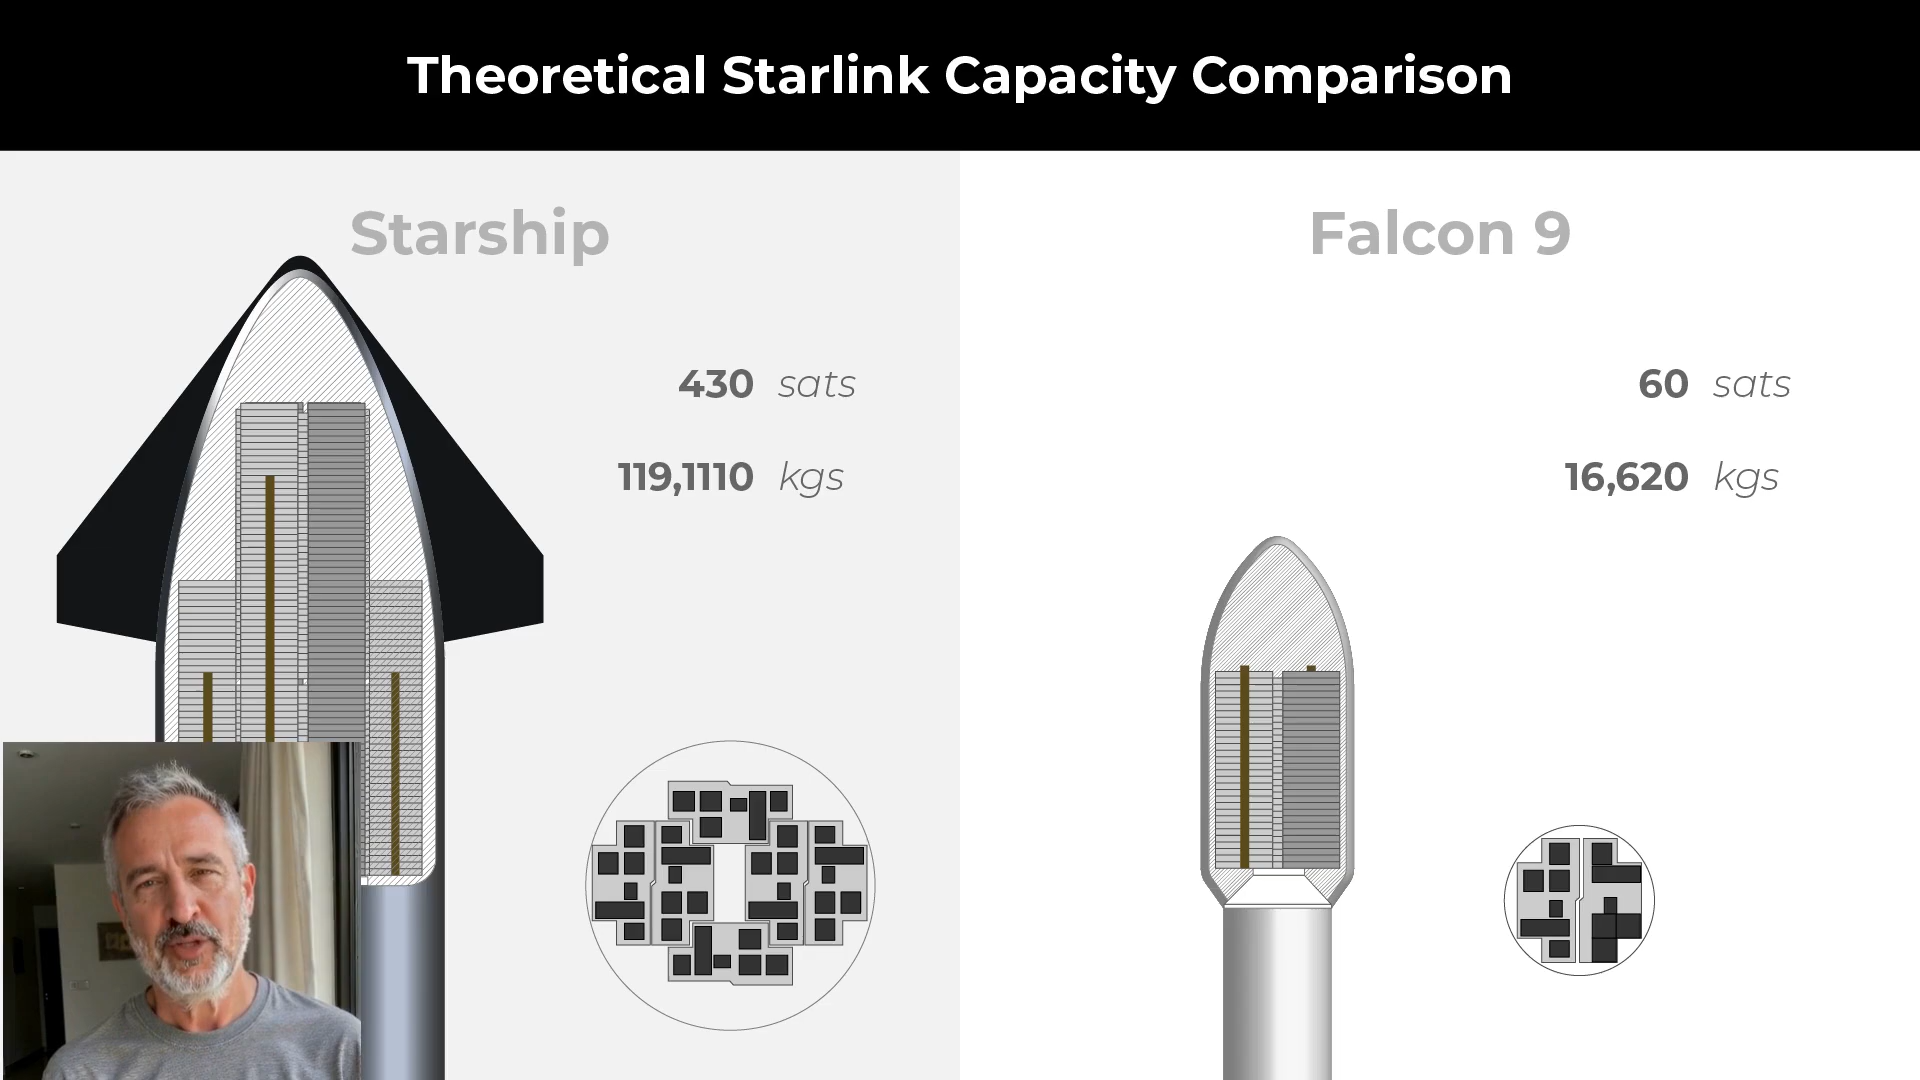 Theoretical Starlink Capacity Comparison
Starship
430 sats
119,1110 kgs
Falcon 9
60 sats
16,620 kgs